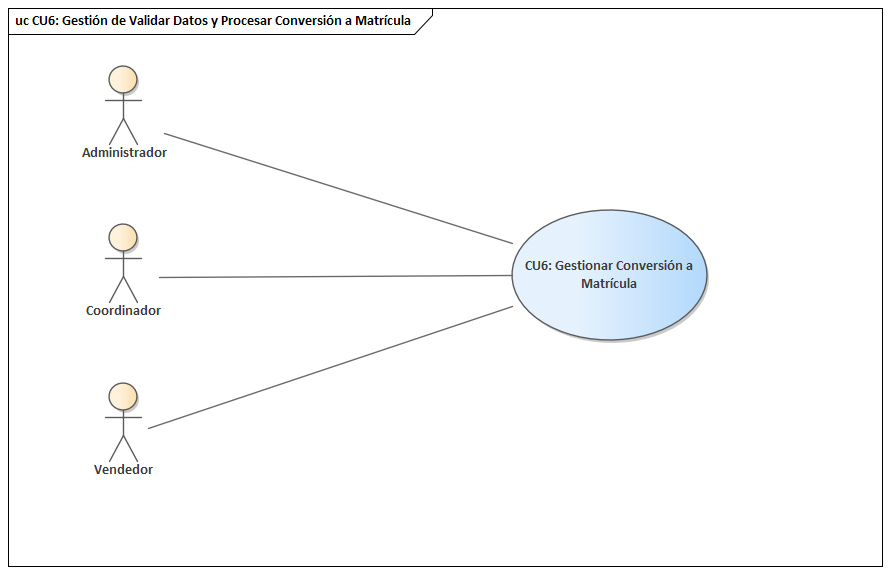 uc CU6: Gestión de Validar Datos y Procesar Conversión a Matrícula
Administrador
Coordinador
CU6: Gestionar Conversión a
Matrícula
Vendedor